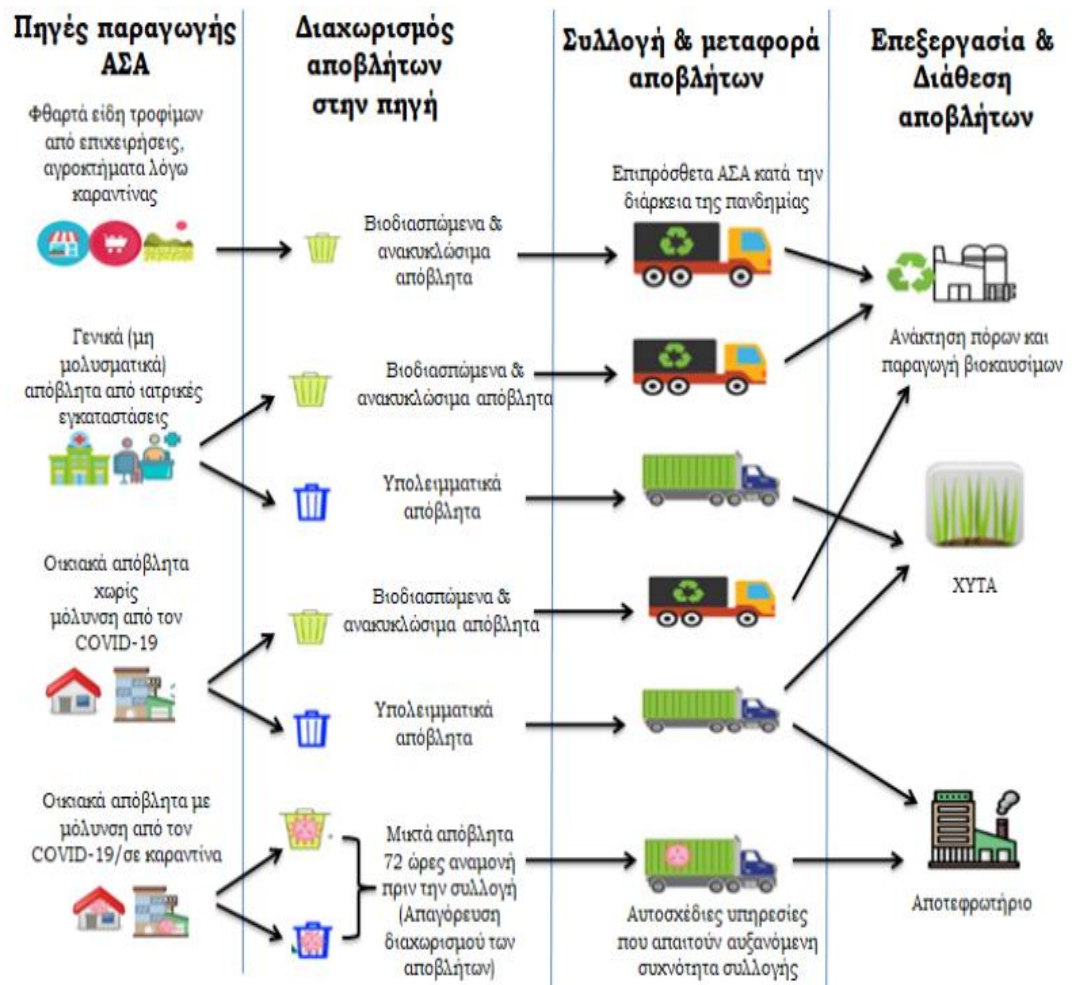 Πηγές παραγωγής
ΑΣΑ
Φθαρτά είδη τροφίμων
από επιχειρήσεις,
αγροκτήματα λόγω
καραντίνας
Γενικά (μη
μολυσματικά)
απόβλητα από ιατρικές
εγκαταστάσεις
Οικιακά απόβλητα
χωρίς
μόλυνση από τον
COVID-19
Οικιακά απόβλητα με
μόλυνση από τον
COVID-19/σε καραντίνα
Διαχωρισμός
αποβλήτων
στην πηγή
Βιοδιασπώμενα &
ανακυκλώσιμα
απόβλητα
Βιοδιασπώμενα &
ανακυκλώσιμα απόβλητα
Υπολειμματικά
απόβλητα
Βιοδιασπώμενα &
ανακυκλώσιμα απόβλητα
Υπολειμματικά
απόβλητα
Μικτά απόβλητα
72 ώρες αναμονή
πριν την συλλογή
(Απαγόρευση
διαχωρισμού των
αποβλήτων)
Συλλογή & μεταφορά
αποβλήτων
Επιπρόσθετα ΑΣΑ κατά την
διάρκεια της πανδημίας
Αυτοσχέδιες υπηρεσίες
που απαιτούν αυξανόμενη
συχνότητα συλλογής
Επεξεργασία &
Διάθεση
αποβλήτων
Ανάκτηση πόρων και
παραγωγή βιοκαυσίμων
ΧΥΤΑ
Αποτεφρωτήριο